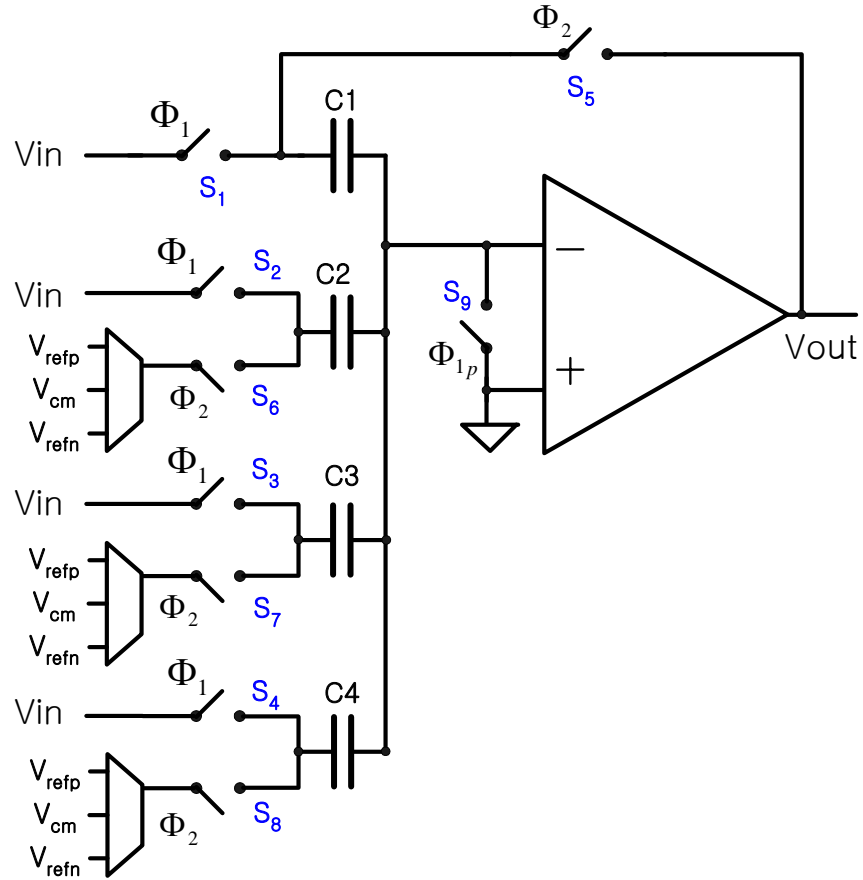 Φ2
S5
C1
Φ1
Vin
S1
Φ1
S2
C2
Vin
S9
−
Vrefp
Φ1p
Vout
Vcm
Φ2
S6
+
Vrefn
Φ1
S3
C3
Vin
Vrefp
Vcm
Φ2
S7
Vrefn
Φ1
S4
C4
Vin
Vrefp
Vcm
Φ2
S8
Vrefn